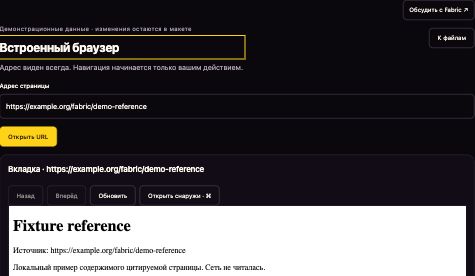 Обсудить с Fabric ↗
Демонстрационные данные · изменения остаются в макете
К файлам
Встроенный браузер
Адрес виден всегда. Навигация начинается только вашим действием.
Адрес страницы
https://example.org/fabric/demo-reference
Открыть URL
Вкладка · https://example.org/fabric/demo-reference
Назад
Вперёд
Обновить
Открыть снаружи · ⌘
Fixture reference
Источник: https://example.org/fabric/demo-reference
Локальный пример содержимого цитируемой страницы. Сеть не читалась.